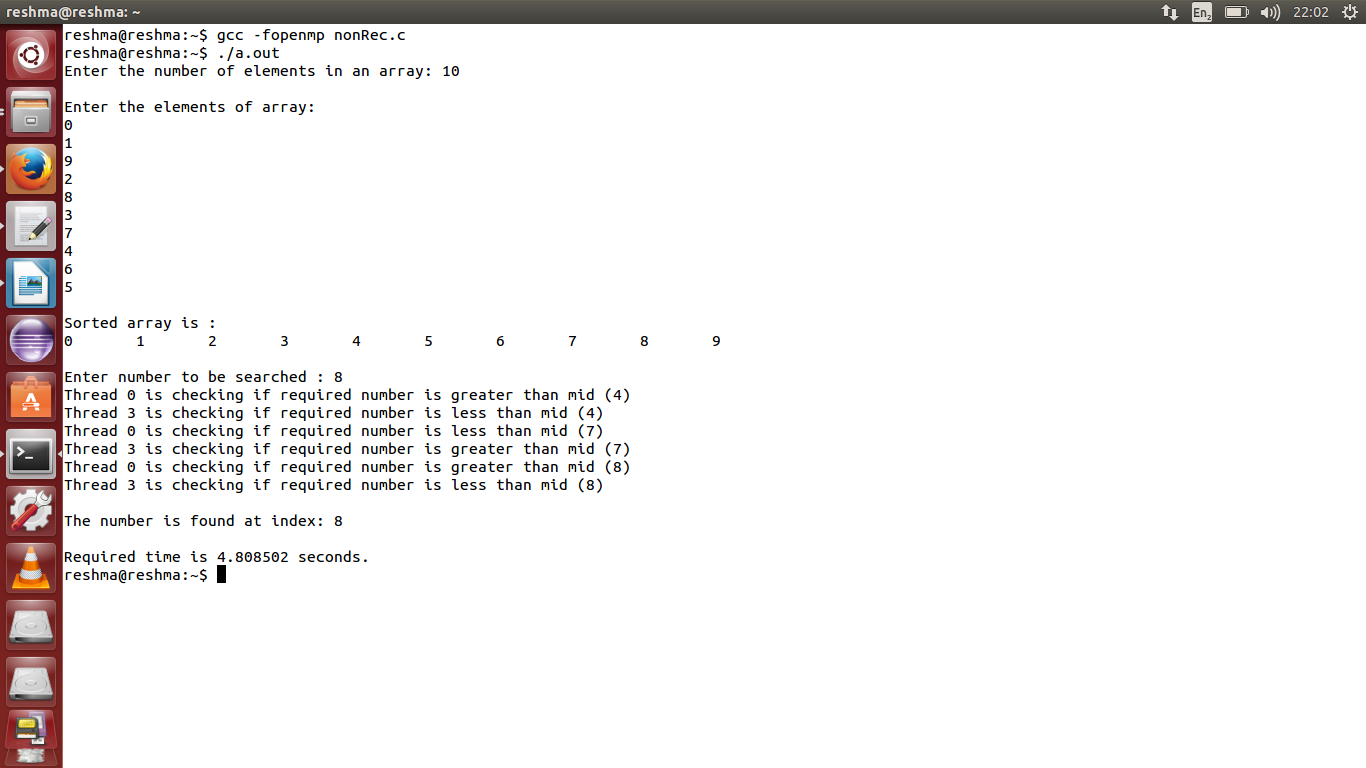 reshma@reshma: ~
En2 22:02
reshma@reshma:~$ gcc -fopenmp nonRec.c
reshma@reshma:~$ ./a.out
Enter the number of elements in an array: 10
Enter the elements of array:
0
1
9
2
8
3
7
4
6
5
Sorted array is :
0 1 2 3 4 5 6 7 8 9
Enter number to be searched : 8
Thread 0 is checking if required number is greater than mid (4)
Thread 3 is checking if required number is less than mid (4)
Thread 0 is checking if required number is less than mid (7)
Thread 3 is checking if required number is greater than mid (7)
Thread 0 is checking if required number is greater than mid (8)
Thread 3 is checking if required number is less than mid (8)
The number is found at index: 8
Required time is 4.808502 seconds.
reshma@reshma:~$